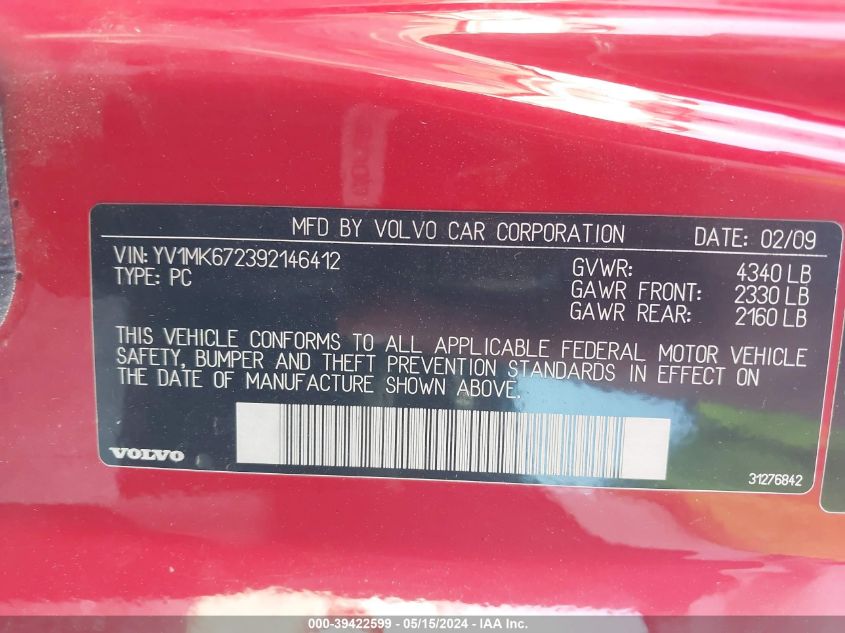 MFD BY VOLVO CAR CORPORATION DATE: 02/09
VIN: YV1MK672392146412
TYPE: PC
GVWR: 4340 LB
GAWR FRONT: 2330 LB
GAWR REAR: 2160 LB
THIS VEHICLE CONFORMS TO ALL APPLICABLE FEDERAL MOTOR VEHICLE
SAFETY, BUMPER AND THEFT PREVENTION STANDARDS IN EFFECT ON
THE DATE OF MANUFACTURE SHOWN ABOVE.
VOLVO
31276842
000-39422599 - 05/15/2024 - IAA Inc.